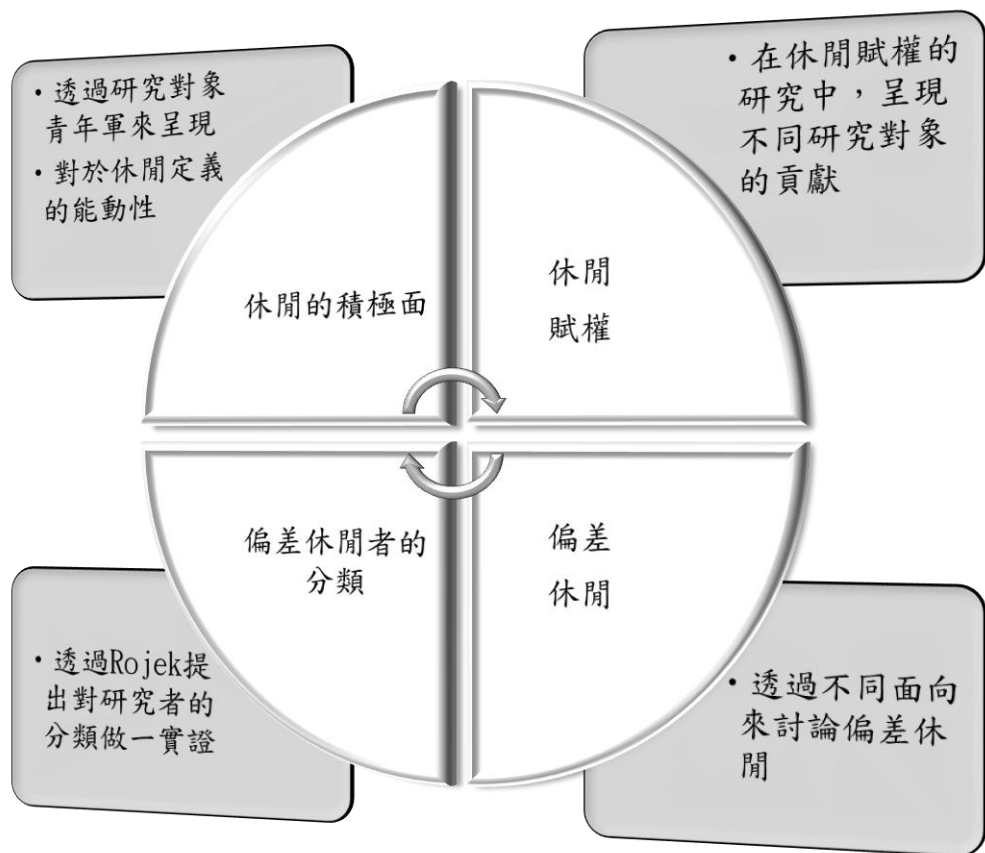 • 透過研究對象
青年軍來呈現
• 對於休閒定義
的能動性
• 在休閒賦權的
研究中，呈現
不同研究對象
的貢獻
休閒的積極面
休閒
賦權
偏差休閒者的
分類
偏差
休閒
• 透過Rojek提
出對研究者的
分類做一實證
• 透過不同面向
來討論偏差休
閒